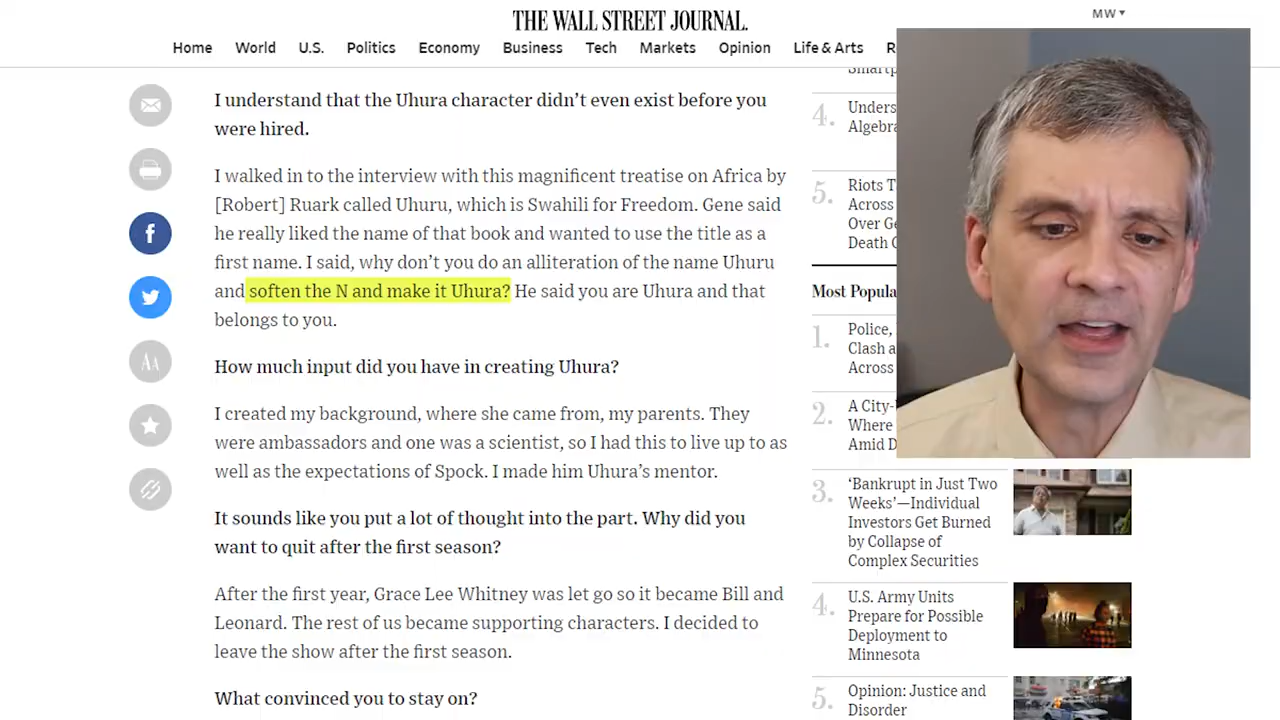 THE WALL STREET JOURNAL.
MW
Home World U.S. Politics Economy Business Tech Markets Opinion Life & Arts R
I understand that the Uhura character didn't even exist before you
were hired.
I walked in to the interview with this magnificent treatise on Africa by
[Robert] Ruark called Uhuru, which is Swahili for Freedom. Gene said
he really liked the name of that book and wanted to use the title as a
first name. I said, why don't you do an alliteration of the name Uhuru
and soften the N and make it Uhura? He said you are Uhura and that
belongs to you.
How much input did you have in creating Uhura?
I created my background, where she came from, my parents. They
were ambassadors and one was a scientist, so I had this to live up to as
well as the expectations of Spock. I made him Uhura's mentor.
It sounds like you put a lot of thought into the part. Why did you
want to quit after the first season?
After the first year, Grace Lee Whitney was let go so it became Bill and
Leonard. The rest of us became supporting characters. I decided to
leave the show after the first season.
What convinced you to stay on?
f
AA
Smartp
4.
Unders
Algebra
5.
Riots T
Across
Over Ge
Death C
Most Popula
1.
Police,
Clash a
Across
2.
A City-
Where
Amid D
3.
'Bankrupt in Just Two
Weeks'—Individual
Investors Get Burned
by Collapse of
Complex Securities
4.
U.S. Army Units
Prepare for Possible
Deployment to
Minnesota
5.
Opinion: Justice and
Disorder